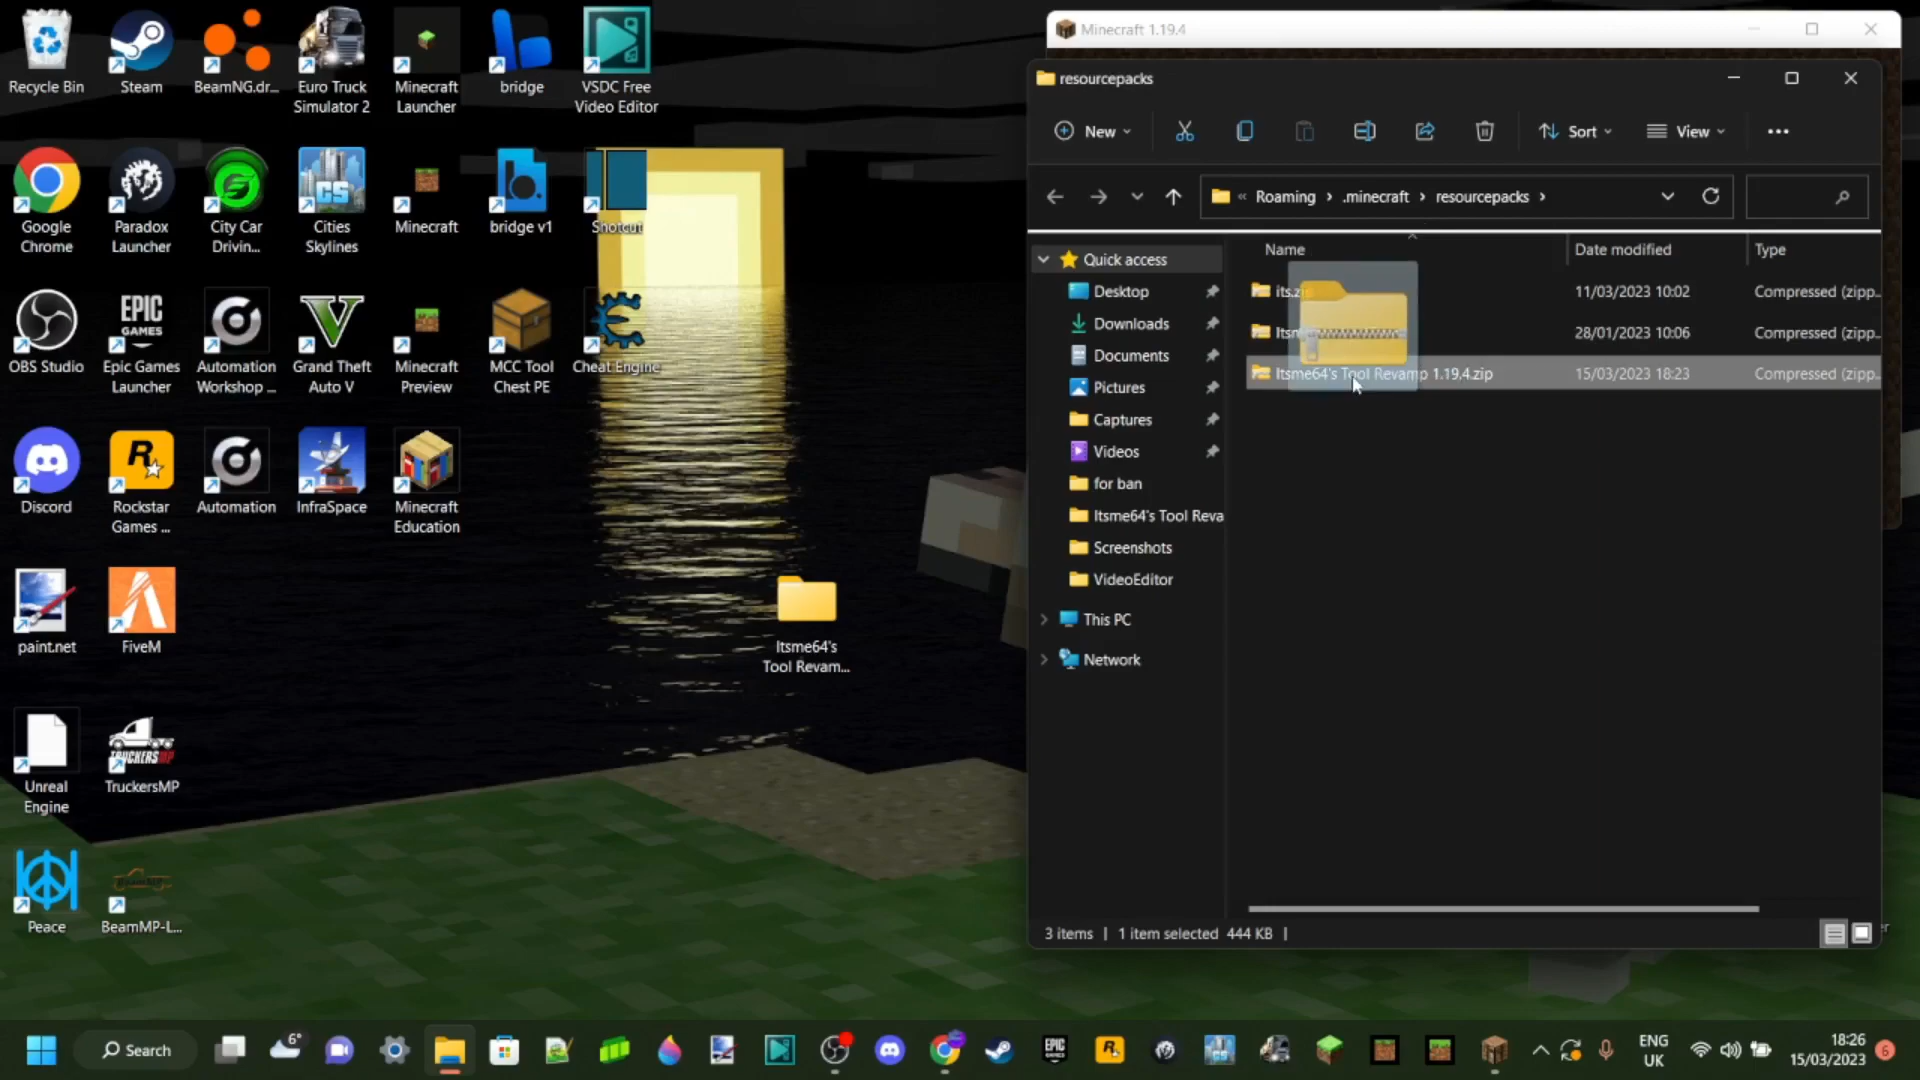 Recycle Bin
Steam
BeamNG.dr...
Euro Truck
Simulator 2
Minecraft
Launcher
bridge
VSDC Free
Video Editor
Google
Chrome
Paradox
Launcher
City Car
Drivin...
Cities
Skylines
Minecraft
bridge v1
Shotcut
OBS Studio
EPIC
GAMES
Epic Games
Launcher
Automation
Workshop ...
Grand Theft
Auto V
Minecraft
Preview
MCC Tool
Chest PE
Cheat Engine
Discord
Rockstar
Games ...
Automation
InfraSpace
Minecraft
Education
paint.net
FiveM
Itsme64's
Tool Revam...
Unreal
Engine
TRUCKERSMP
TruckersMP
Peace
BeamMP-L...
Minecraft 1.19.4
resourcepacks
New
Sort
View
Roaming
.minecraft
resourcepacks
Name
Date modified
Type
Quick access
Desktop
Downloads
Documents
Pictures
Captures
Videos
for ban
Itsme64's Tool Reva
Screenshots
VideoEditor
This PC
Network
11/03/2023 10:02
Compressed (zipp...
28/01/2023 10:06
Compressed (zipp...
Itsme64's Tool Revamp 1.19.4.zip
15/03/2023 18:23
Compressed (zipp...
3 items
1 item selected 444 KB
Search
6°
ENG
UK
18:26
15/03/2023
6